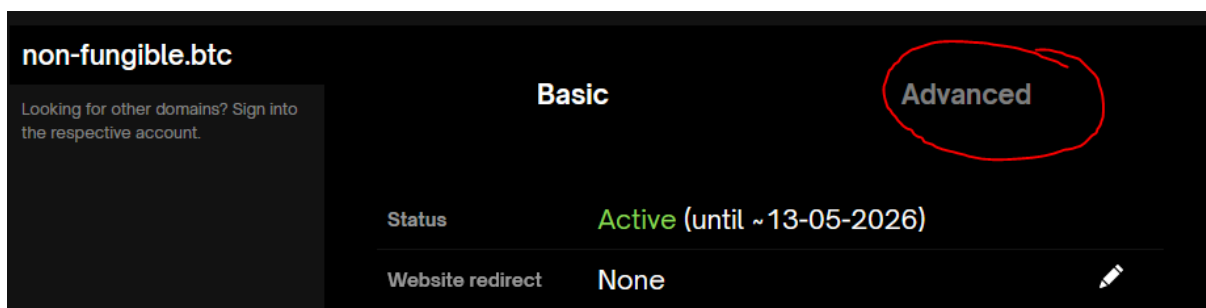 non-fungible.btc
Looking for other domains? Sign into
the respective account.
Basic
Advanced
Status
Active (until ~13-05-2026)
Website redirect
None